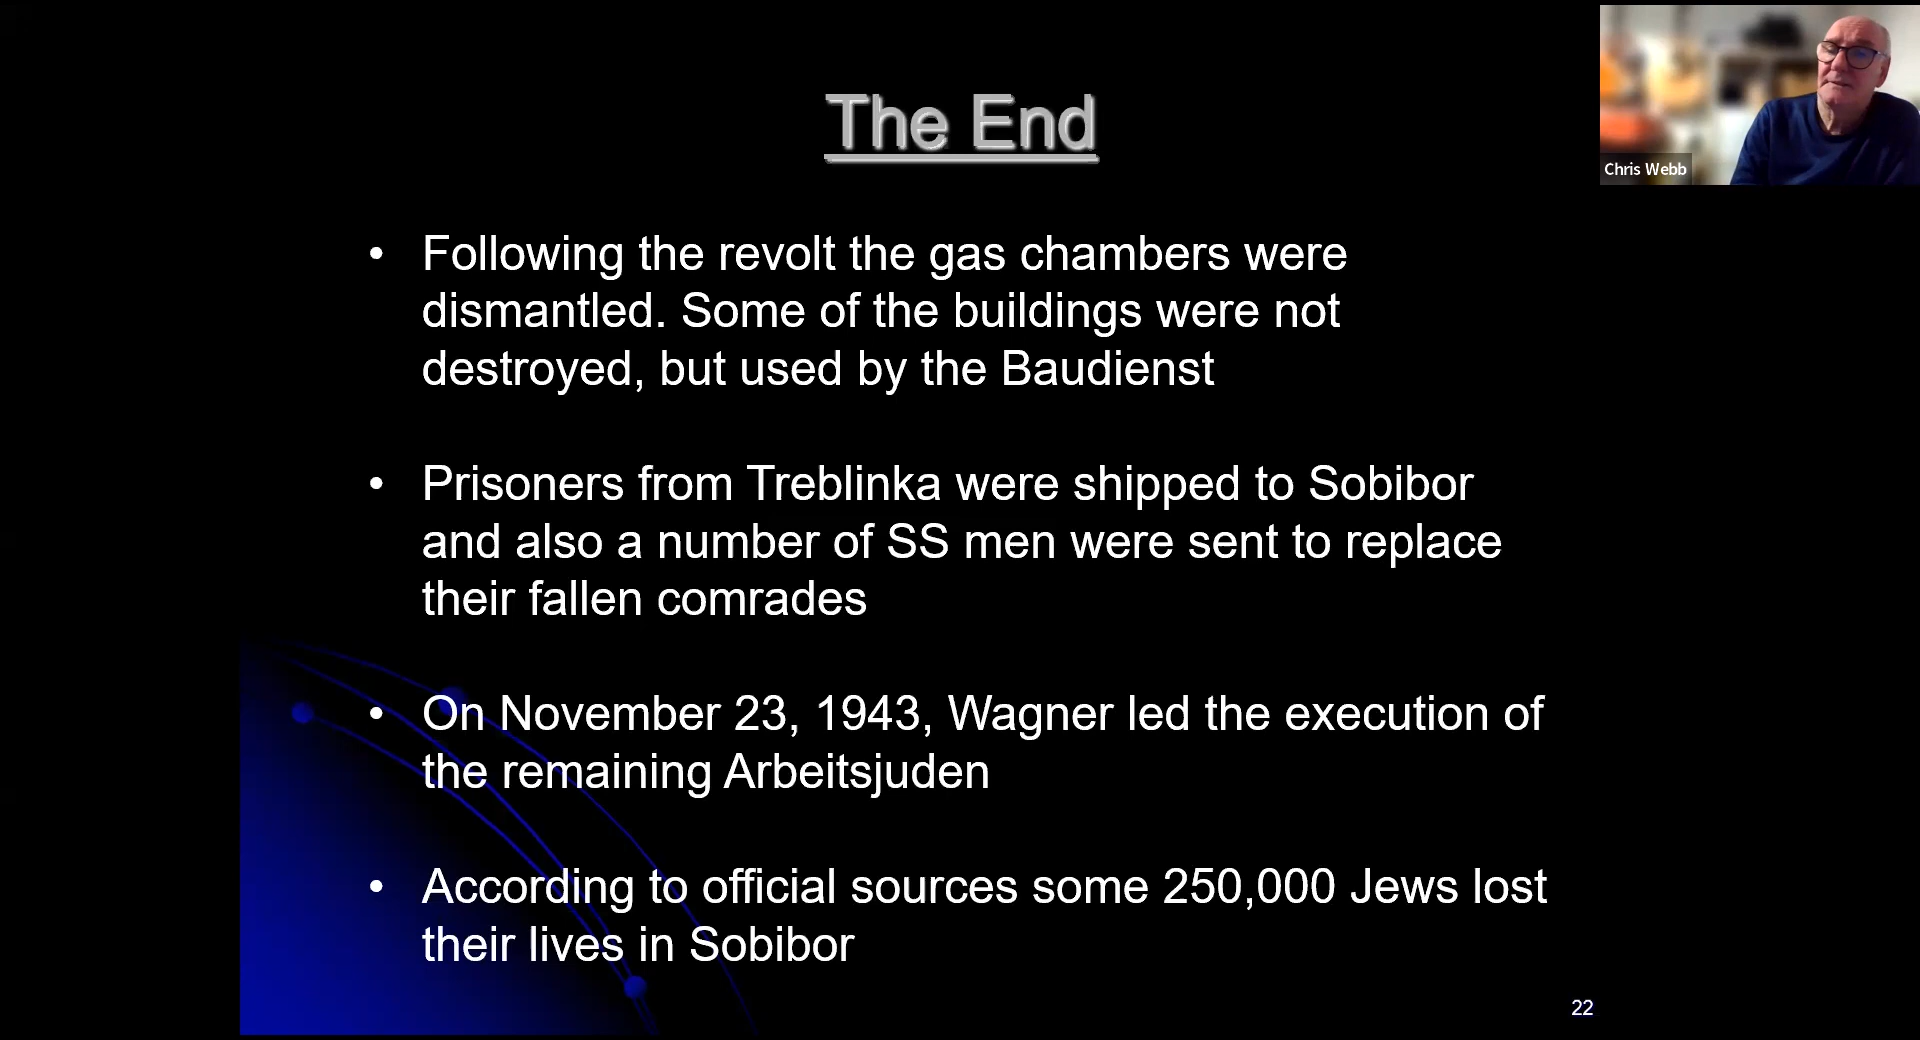 The End
Chris Webb
• Following the revolt the gas chambers were
dismantled. Some of the buildings were not
destroyed, but used by the Baudienst
• Prisoners from Treblinka were shipped to Sobibor
and also a number of SS men were sent to replace
their fallen comrades
• On November 23, 1943, Wagner led the execution of
the remaining Arbeitsjuden
• According to official sources some 250,000 Jews lost
their lives in Sobibor
22